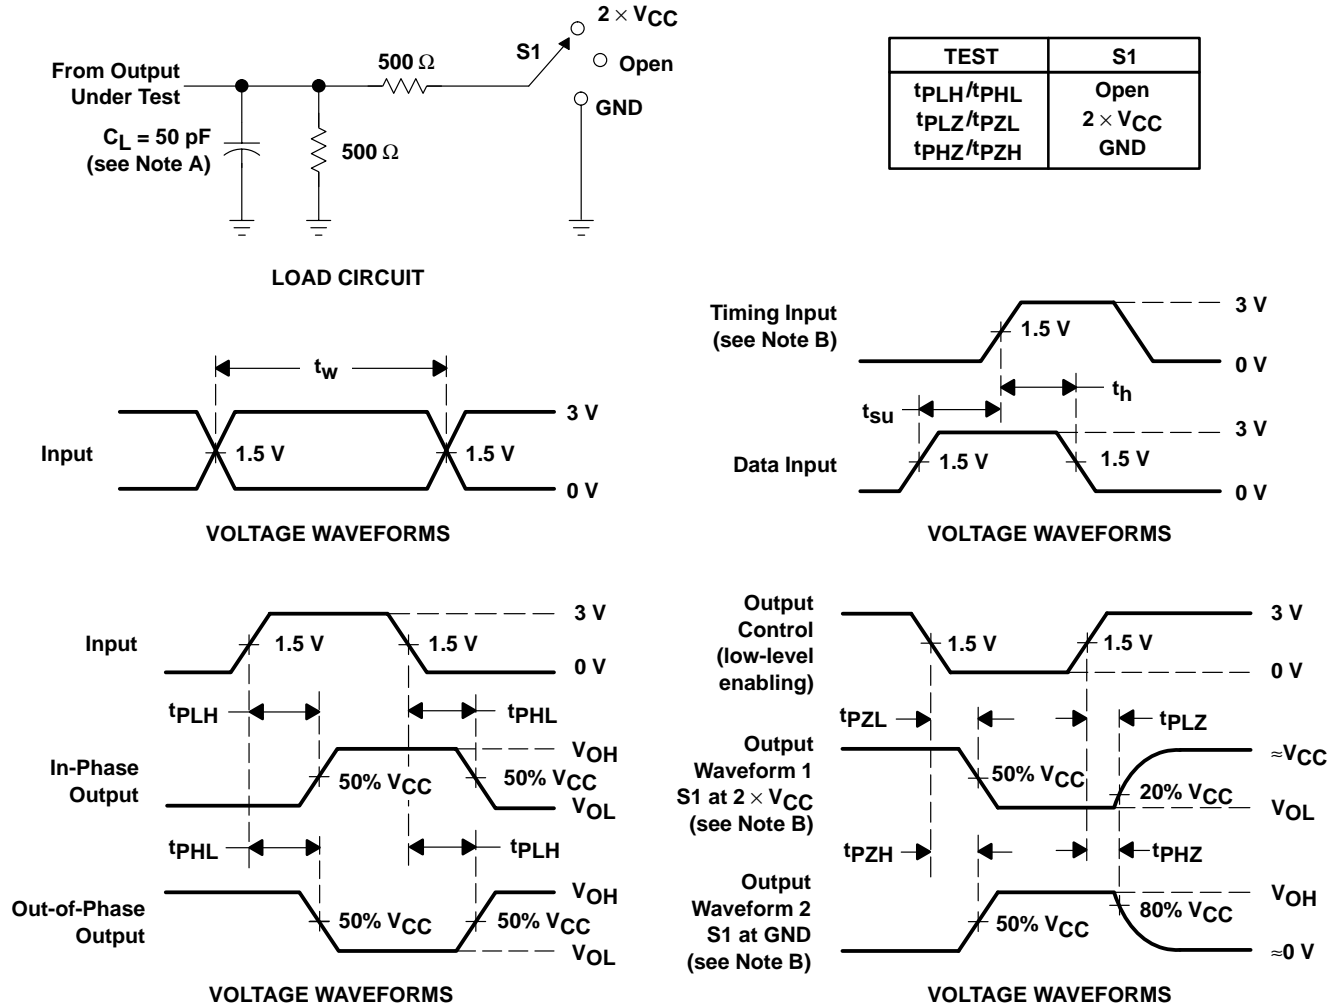 2 × VCC
S1
Open
GND
500 Ω
From Output
Under Test
CL = 50 pF
(see Note A)
500 Ω
LOAD CIRCUIT
TEST S1
tPLH/tPHL Open
tPLZ/tPZL 2 × VCC
tPHZ/tPZH GND
tw
3 V
Input
1.5 V 1.5 V
0 V
VOLTAGE WAVEFORMS
Timing Input
(see Note B)
3 V
1.5 V
0 V
th
tsu
3 V
Data Input
1.5 V 1.5 V
0 V
VOLTAGE WAVEFORMS
3 V
Input
1.5 V 1.5 V
0 V
tPLH tPHL
VOH
In-Phase
Output
50% VCC 50% VCC
VOL
tPHL tPLH
VOH
Out-of-Phase
Output
50% VCC 50% VCC
VOL
VOLTAGE WAVEFORMS
Output
Control
(low-level
enabling)
3 V
1.5 V 1.5 V
0 V
tPZL tPLZ
Output
Waveform 1
S1 at 2 × VCC
(see Note B)
≈VCC
50% VCC 20% VCC
VOL
tPZH tPHZ
Output
Waveform 2
S1 at GND
(see Note B)
VOH
50% VCC 80% VCC
≈0 V
VOLTAGE WAVEFORMS